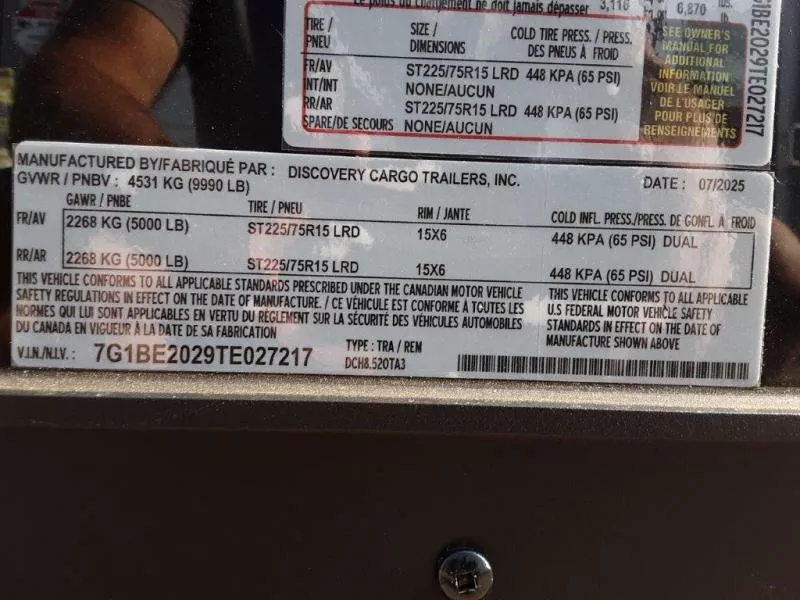 Le poids du chargement ne doit jamais dépasser 3,116 6,870 lbs.
TIRE / SIZE / COLD TIRE PRESS. / PRESS.
PNEU DIMENSIONS DES PNEUS À FROID
FR/AV ST225/75R15 LRD 448 KPA (65 PSI)
INT/INT NONE/AUCUN
RR/AR ST225/75R15 LRD 448 KPA (65 PSI)
SPARE/DE SECOURS NONE/AUCUN
SEE OWNER'S
MANUAL FOR
ADDITIONAL
INFORMATION
VOIR LE MANUEL
DE L'USAGER
POUR PLUS DE
RENSEIGNEMENTS
G1BE2029TE027217
MANUFACTURED BY/FABRIQUÉ PAR : DISCOVERY CARGO TRAILERS, INC.
GVWR / PNBV : 4531 KG (9990 LB) DATE : 07/2025
GAWR / PNBE TIRE / PNEU RIM / JANTE COLD INFL. PRESS./PRESS. DE GONFL. À FROID
FR/AV 2268 KG (5000 LB) ST225/75R15 LRD 15X6 448 KPA (65 PSI) DUAL
RR/AR 2268 KG (5000 LB) ST225/75R15 LRD 15X6 448 KPA (65 PSI) DUAL
THIS VEHICLE CONFORMS TO ALL APPLICABLE STANDARDS PRESCRIBED UNDER THE CANADIAN MOTOR VEHICLE
SAFETY REGULATIONS IN EFFECT ON THE DATE OF MANUFACTURE. / CE VÉHICULE EST CONFORME À TOUTES LES
NORMES QUI LUI SONT APPLICABLES EN VERTU DU RÈGLEMENT SUR LA SÉCURITÉ DES VÉHICULES AUTOMOBILES
DU CANADA EN VIGUEUR À LA DATE DE SA FABRICATION
THIS VEHICLE CONFORMS TO ALL APPLICABLE
U.S FEDERAL MOTOR VEHICLE SAFETY
STANDARDS IN EFFECT ON THE DATE OF
MANUFACTURE SHOWN ABOVE
V.I.N./N.I.V. : 7G1BE2029TE027217 TYPE : TRA / REM
DCH8.520TA3